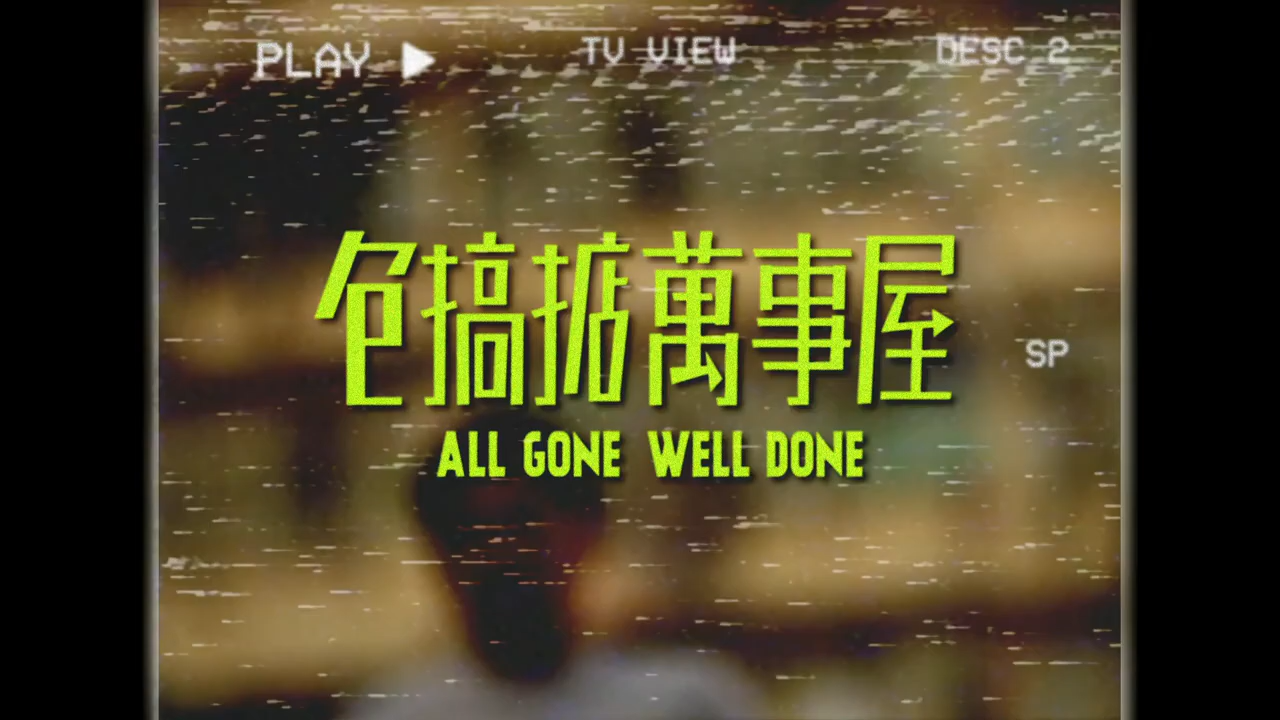 PLAY ▶ TV VIEW DESC 2
包搞掂萬事屋
SP
ALL GONE WELL DONE